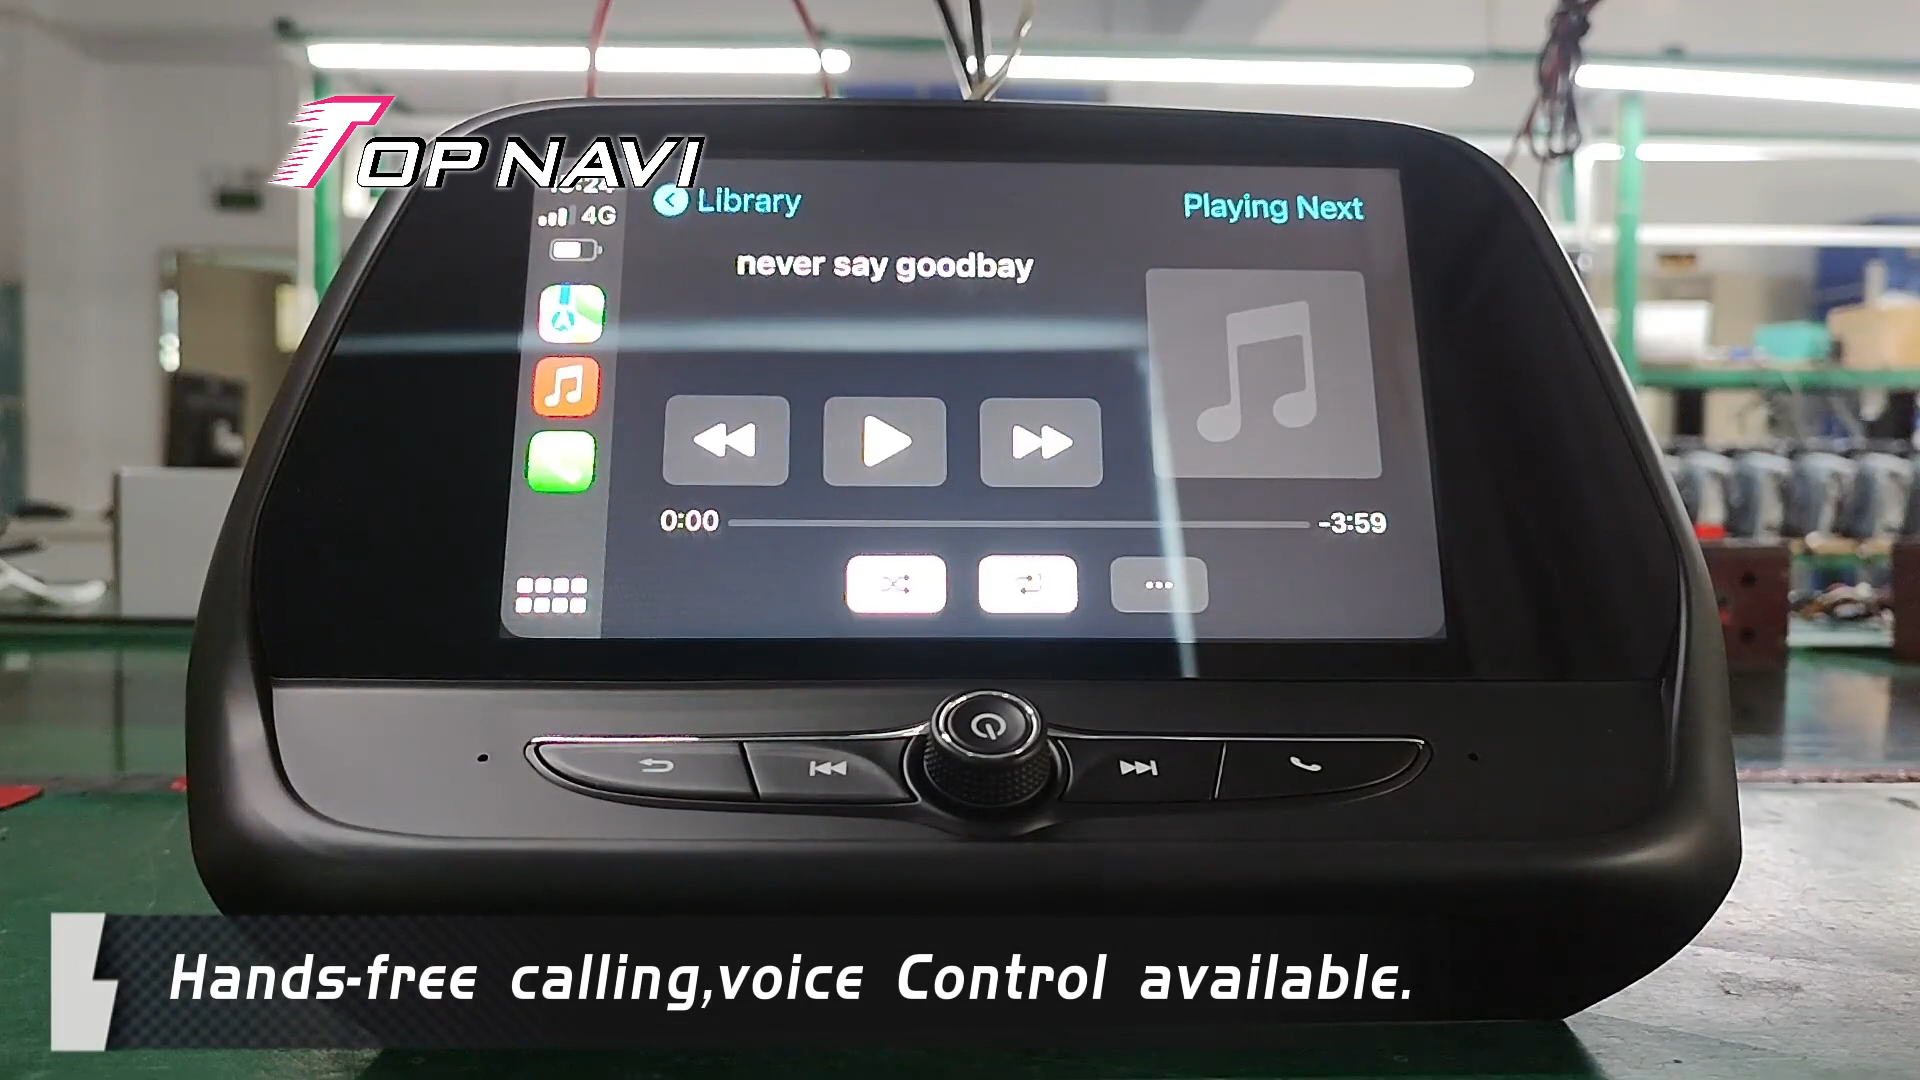 TOPNAVI
4G
Library
Playing Next
never say goodbay
0:00
-3:59
Hands-free calling,voice Control available.